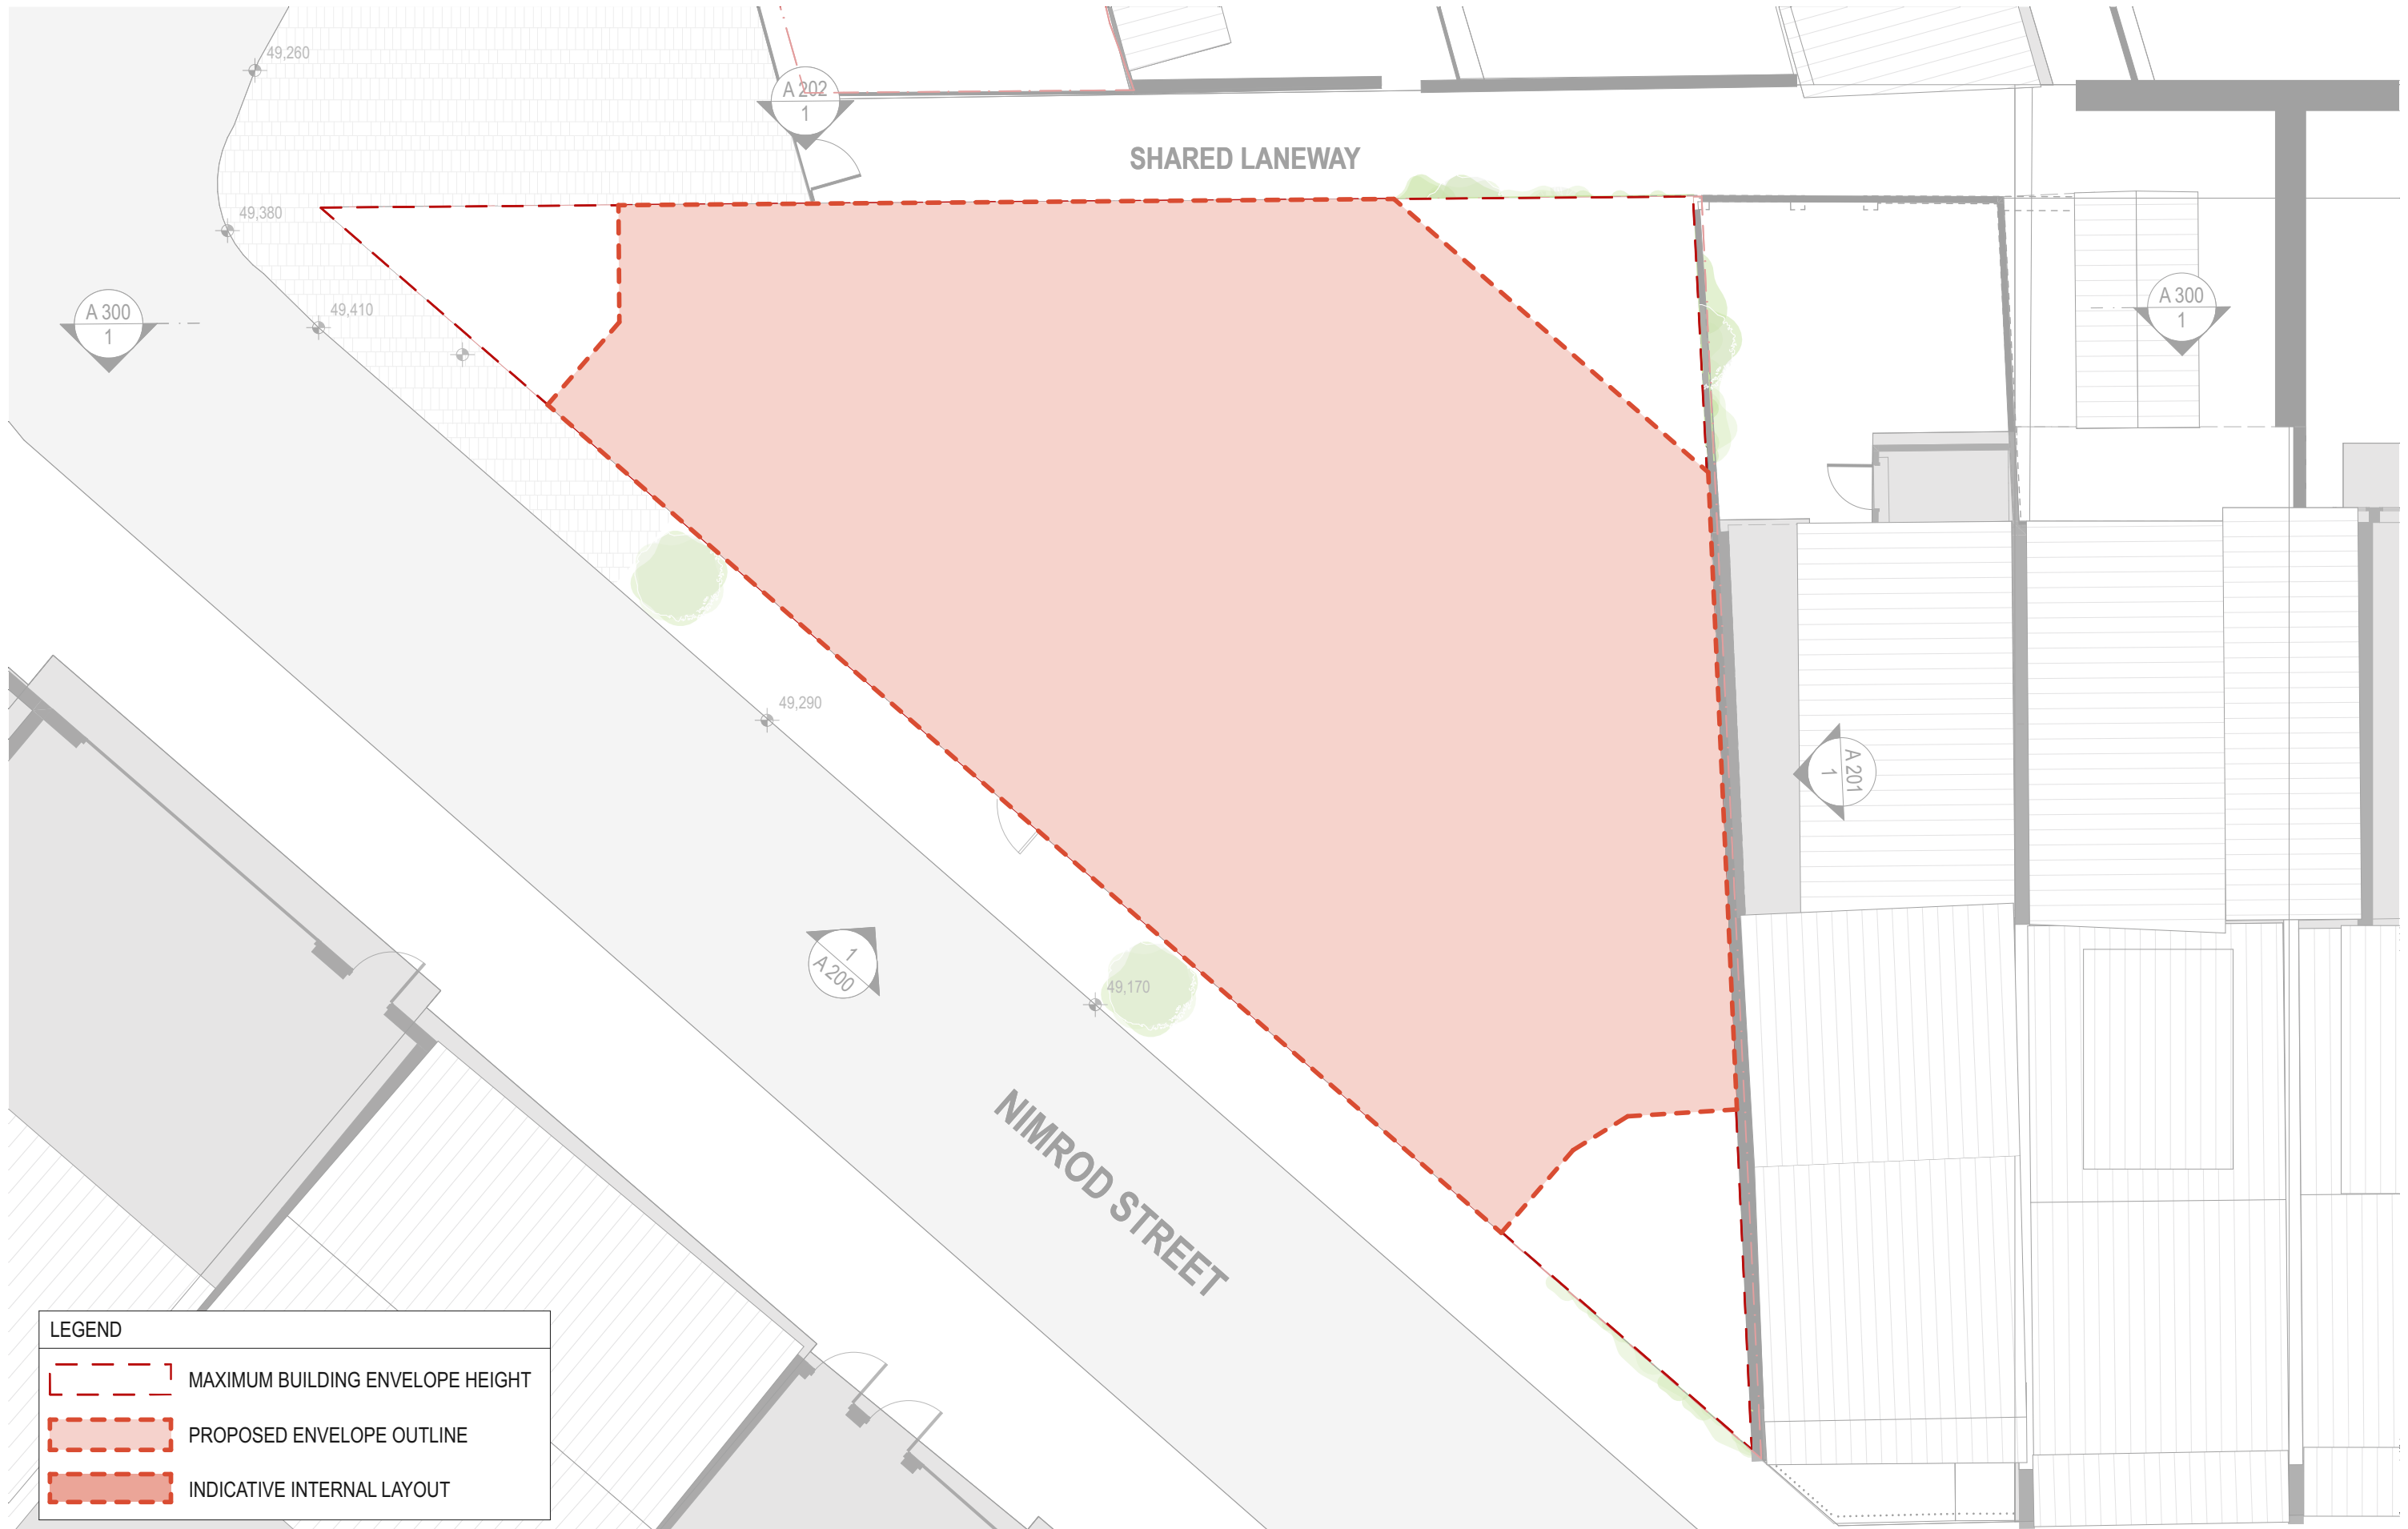 49,260
A 202
1
SHARED LANEWAY
49,380
A 300
1
49,410
A 300
1
49,290
A 201
1
1
A 200
49,170
NIMROD STREET
LEGEND
MAXIMUM BUILDING ENVELOPE HEIGHT
PROPOSED ENVELOPE OUTLINE
INDICATIVE INTERNAL LAYOUT